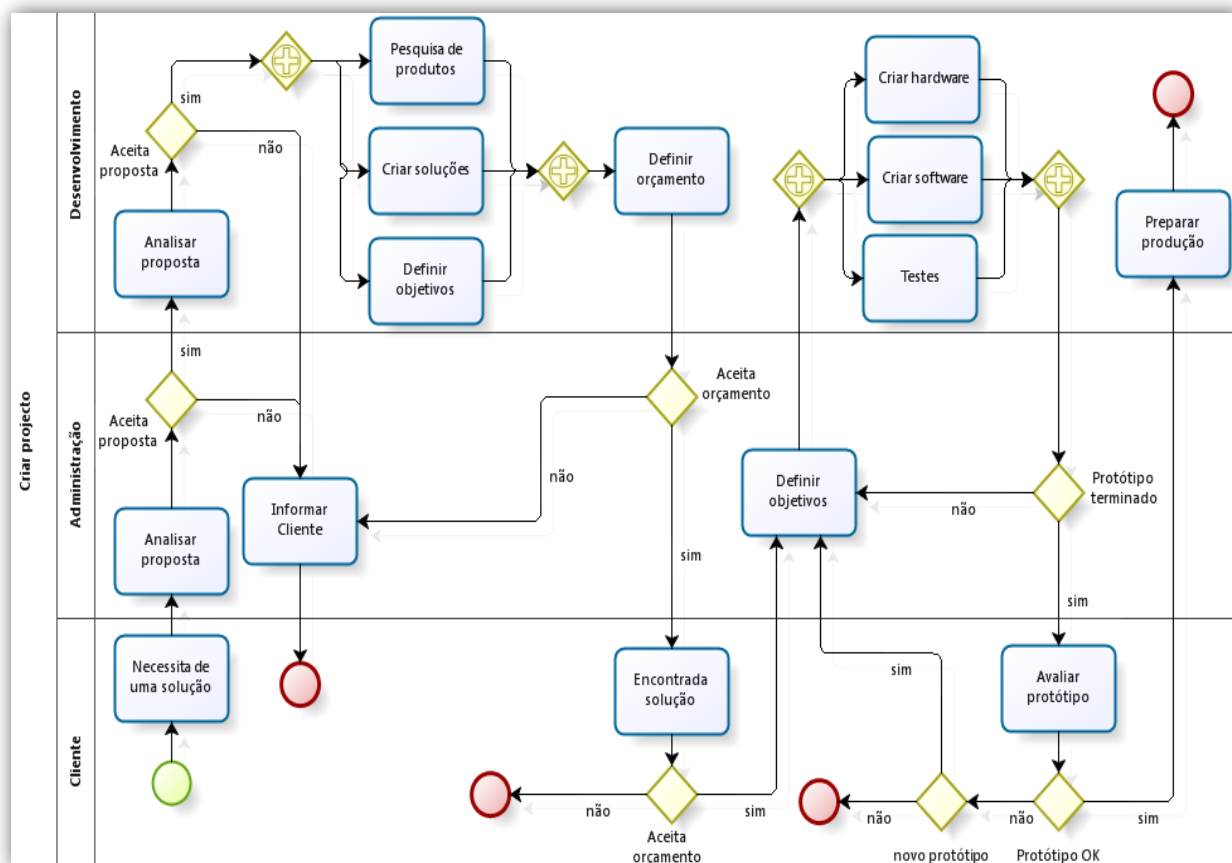 Criar projecto
Desenvolvimento
Pesquisa de
produtos
Criar hardware
sim
Aceita
proposta
não
Criar soluções
Definir
orçamento
Criar software
Analisar
proposta
Definir
objetivos
Testes
Preparar
produção
Administração
sim
Aceita
proposta
não
Aceita
orçamento
não
Informar
Cliente
Definir
objetivos
Protótipo
terminado
não
Analisar
proposta
sim
sim
Cliente
Necessita de
uma solução
Encontrada
solução
sim
Avaliar
protótipo
não
sim
não
não
sim
Aceita
orçamento
novo protótipo
Protótipo OK